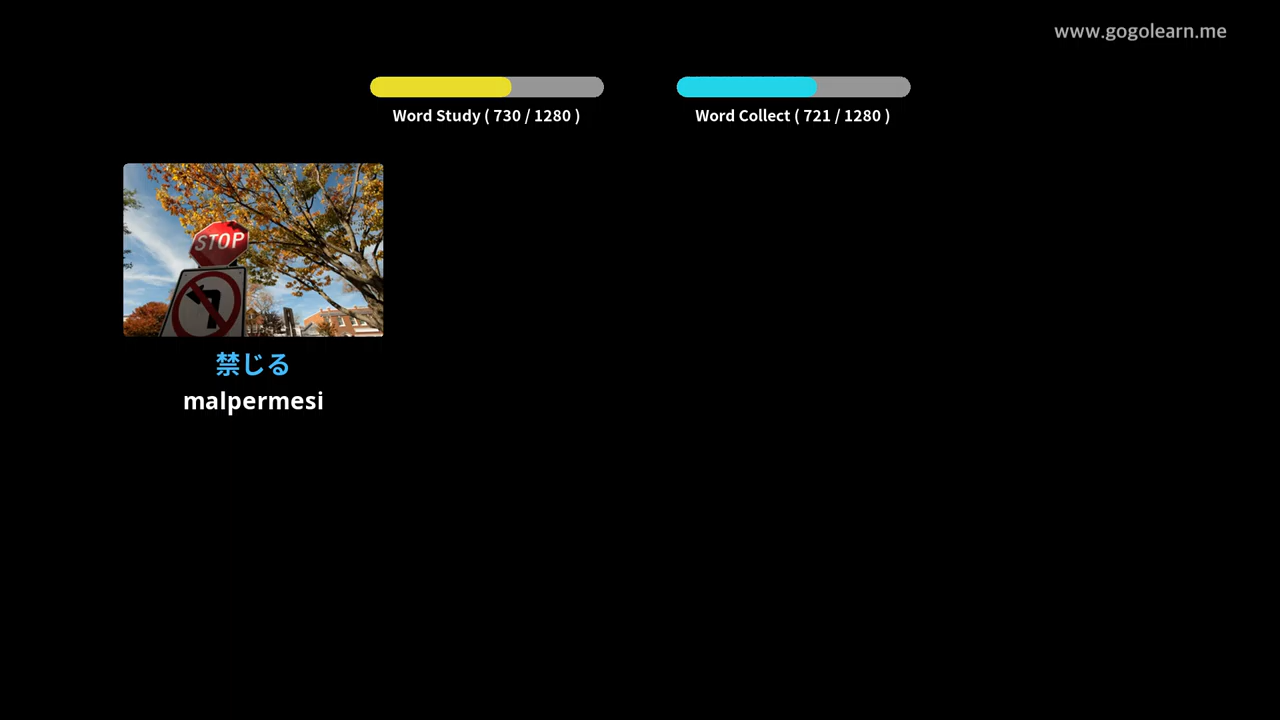 www.gogolearn.me
Word Study ( 730 / 1280 )
Word Collect ( 721 / 1280 )
STOP
禁じる
malpermesi